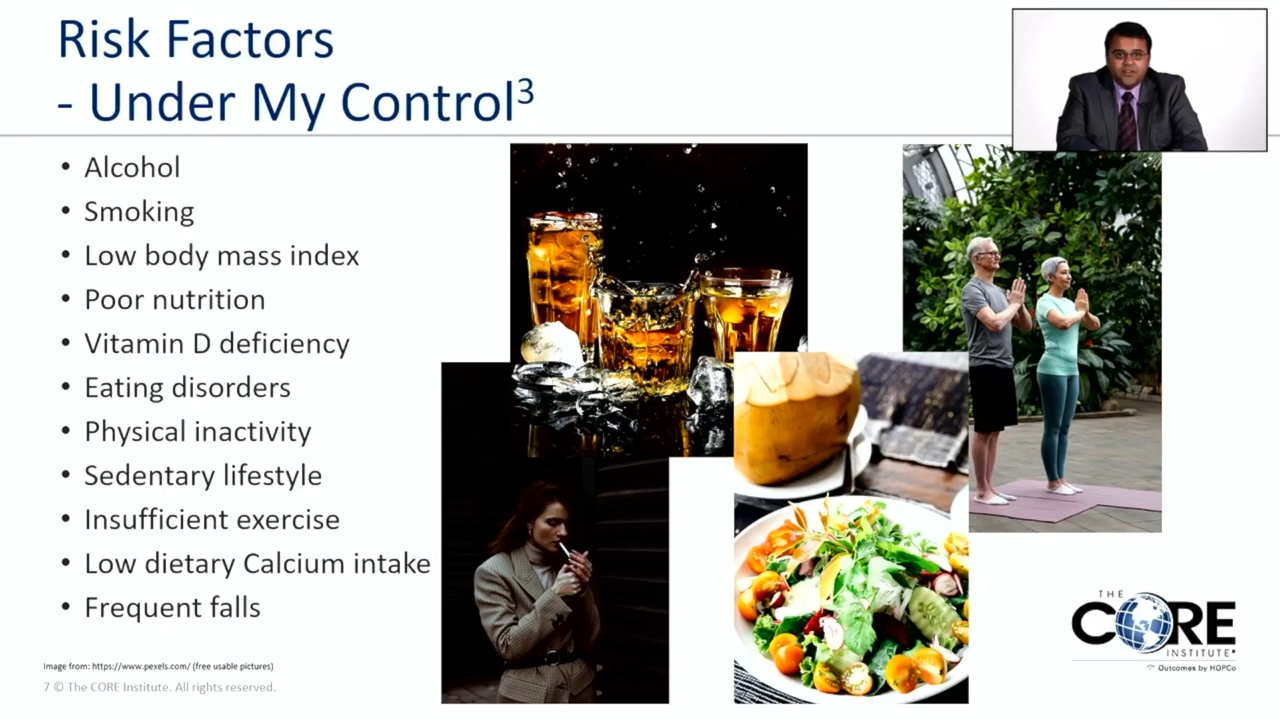 Risk Factors
- Under My Control3
• Alcohol
• Smoking
• Low body mass index
• Poor nutrition
• Vitamin D deficiency
• Eating disorders
• Physical inactivity
• Sedentary lifestyle
• Insufficient exercise
• Low dietary Calcium intake
• Frequent falls
Image from: https://www.pexels.com/ (free usable pictures)
7 © The CORE Institute. All rights reserved.
THE
CORE
INSTITUTE
Outcomes by HOPCo